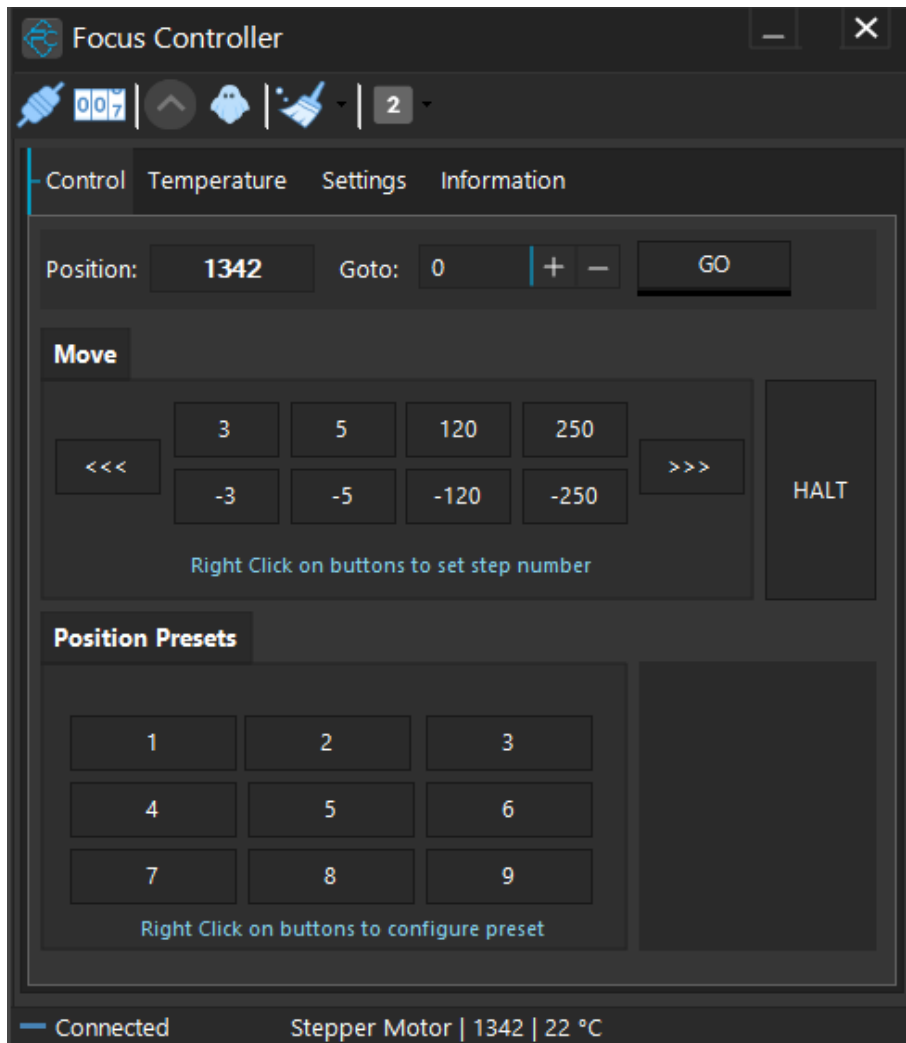 Focus Controller
007 2
Control Temperature Settings Information
Position: 1342 Goto: 0 + − GO
Move
3 5 120 250
<<< >>>
-3 -5 -120 -250
HALT
Right Click on buttons to set step number
Position Presets
1 2 3
4 5 6
7 8 9
Right Click on buttons to configure preset
Connected Stepper Motor | 1342 | 22 °C